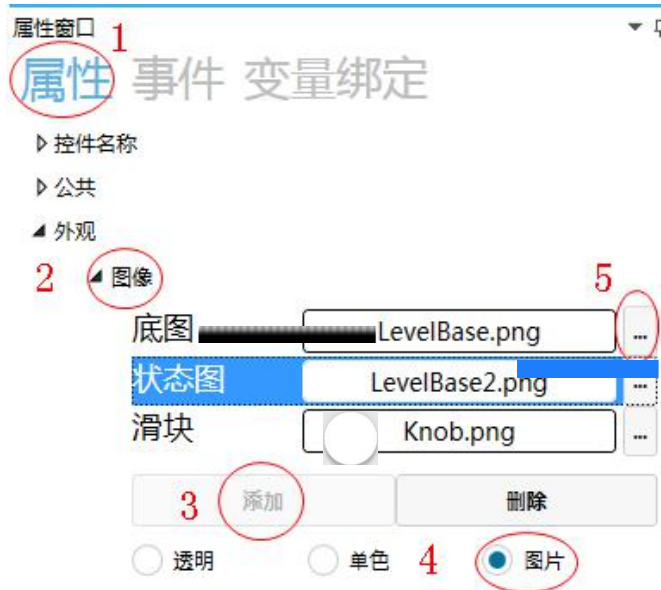 属性窗口
1
属性 事件 变量绑定
控件名称
公共
外观
2 图像 5
底图 LevelBase.png ...
状态图 LevelBase2.png ...
滑块 Knob.png ...
3 添加 删除
透明 单色 4 图片